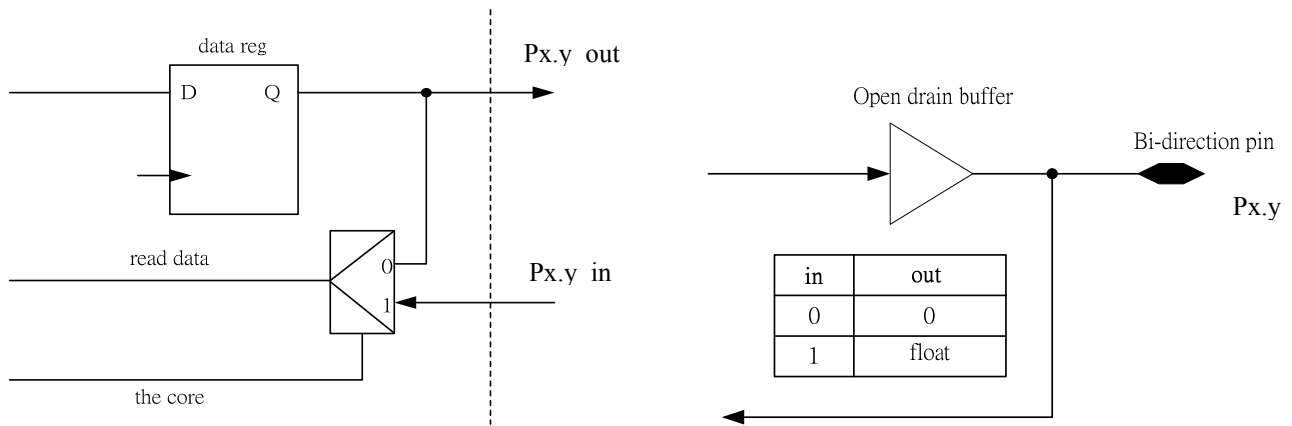 data reg
D
Q
Px.y out
read data
0
1
Px.y in
the core
Open drain buffer
Bi-direction pin
Px.y
in out
0 0
1 float